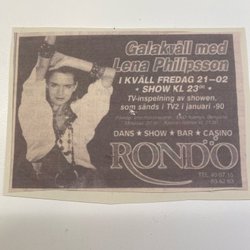 Galakväll med
Lena Philipsson
I KVÄLL FREDAG 21–02
* SHOW KL 23⁰⁰ *
TV-inspelning av showen,
som sänds i TV2 i januari -90
DANS * SHOW * BAR * CASINO
RONDO